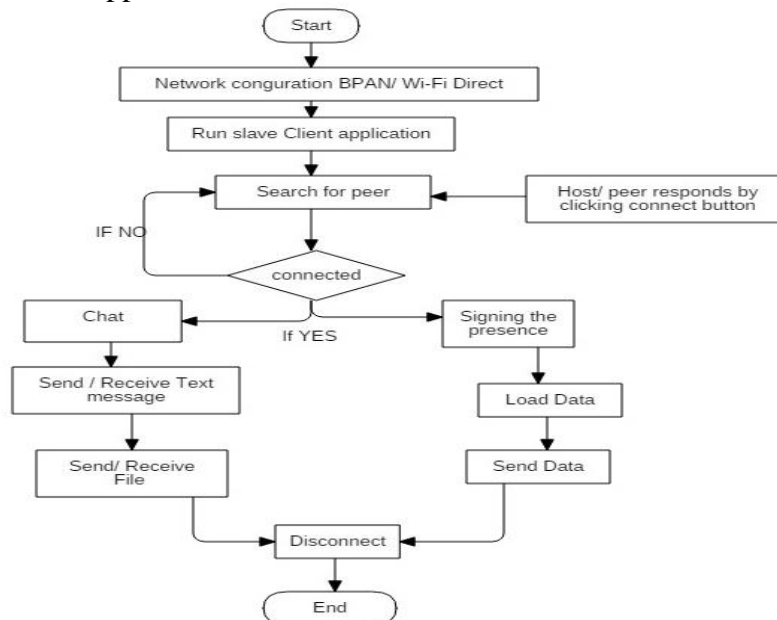 Start
Network conguration BPAN/ Wi-Fi Direct
Run slave Client application
Search for peer
Host/ peer responds by
clicking connect button
IF NO
connected
Chat
If YES
Signing the
presence
Send / Receive Text
message
Load Data
Send/ Receive
File
Send Data
Disconnect
End